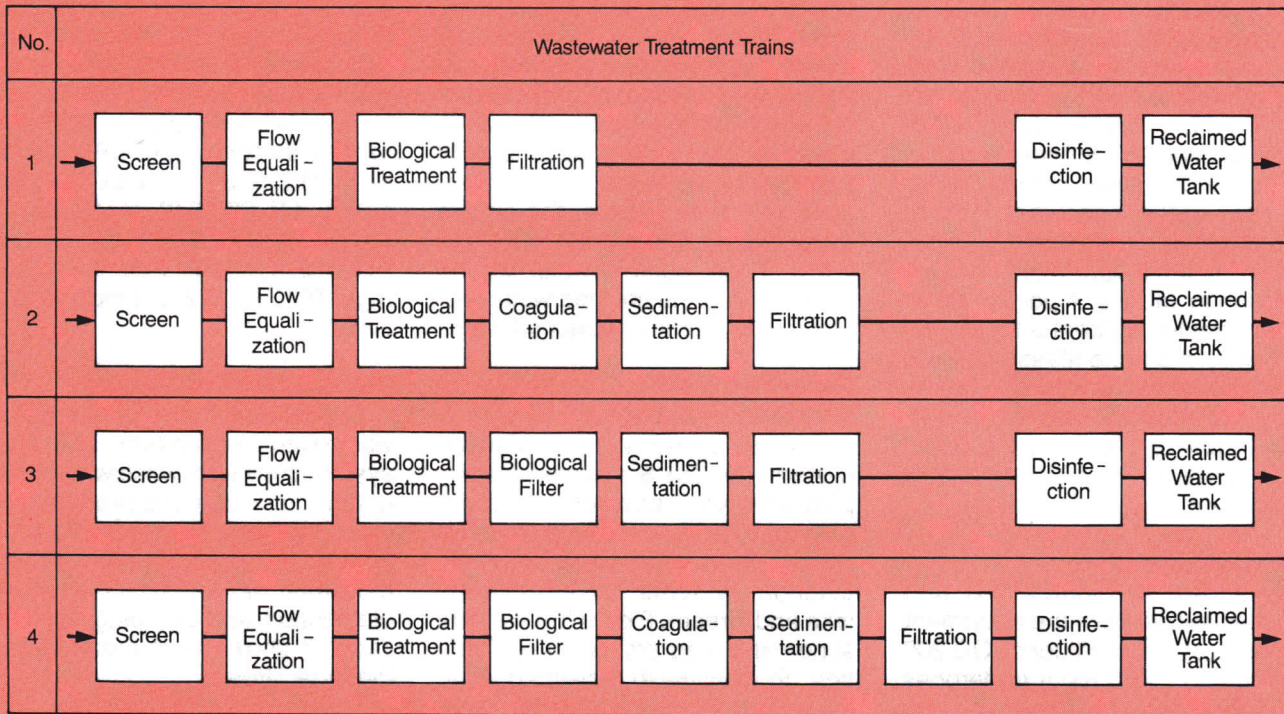 No.
Wastewater Treatment Trains
1
Screen
Flow
Equali-
zation
Biological
Treatment
Filtration
Disinfe-
ction
Reclaimed
Water
Tank
2
Screen
Flow
Equali-
zation
Biological
Treatment
Coagula-
tion
Sedimen-
tation
Filtration
Disinfe-
ction
Reclaimed
Water
Tank
3
Screen
Flow
Equali-
zation
Biological
Treatment
Biological
Filter
Sedimen-
tation
Filtration
Disinfe-
ction
Reclaimed
Water
Tank
4
Screen
Flow
Equali-
zation
Biological
Treatment
Biological
Filter
Coagula-
tion
Sedimen-
tation
Filtration
Disinfe-
ction
Reclaimed
Water
Tank